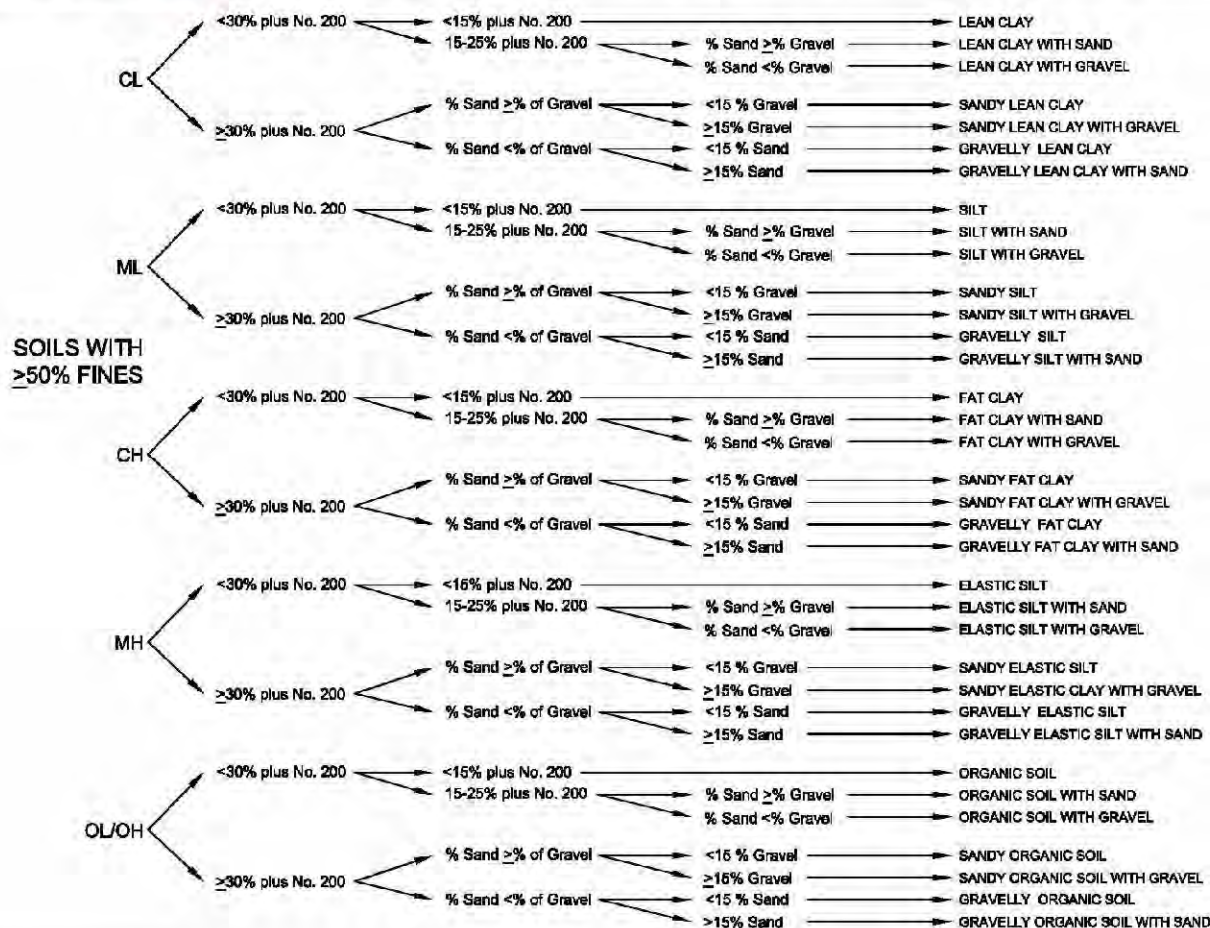 SOILS WITH
≥50% FINES
CL
<30% plus No. 200 <15% plus No. 200 LEAN CLAY
15-25% plus No. 200 % Sand ≥% Gravel LEAN CLAY WITH SAND
% Sand <% Gravel LEAN CLAY WITH GRAVEL
≥30% plus No. 200 % Sand ≥% of Gravel <15 % Gravel SANDY LEAN CLAY
≥15% Gravel SANDY LEAN CLAY WITH GRAVEL
% Sand <% of Gravel <15 % Sand GRAVELLY LEAN CLAY
≥15% Sand GRAVELLY LEAN CLAY WITH SAND
ML
<30% plus No. 200 <15% plus No. 200 SILT
15-25% plus No. 200 % Sand ≥% Gravel SILT WITH SAND
% Sand <% Gravel SILT WITH GRAVEL
≥30% plus No. 200 % Sand ≥% of Gravel <15 % Gravel SANDY SILT
≥15% Gravel SANDY SILT WITH GRAVEL
% Sand <% of Gravel <15 % Sand GRAVELLY SILT
≥15% Sand GRAVELLY SILT WITH SAND
CH
<30% plus No. 200 <15% plus No. 200 FAT CLAY
15-25% plus No. 200 % Sand ≥% Gravel FAT CLAY WITH SAND
% Sand <% Gravel FAT CLAY WITH GRAVEL
≥30% plus No. 200 % Sand ≥% of Gravel <15 % Gravel SANDY FAT CLAY
≥15% Gravel SANDY FAT CLAY WITH GRAVEL
% Sand <% of Gravel <15 % Sand GRAVELLY FAT CLAY
≥15% Sand GRAVELLY FAT CLAY WITH SAND
MH
<30% plus No. 200 <15% plus No. 200 ELASTIC SILT
15-25% plus No. 200 % Sand ≥% Gravel ELASTIC SILT WITH SAND
% Sand <% Gravel ELASTIC SILT WITH GRAVEL
≥30% plus No. 200 % Sand ≥% of Gravel <15 % Gravel SANDY ELASTIC SILT
≥15% Gravel SANDY ELASTIC CLAY WITH GRAVEL
% Sand <% of Gravel <15 % Sand GRAVELLY ELASTIC SILT
≥15% Sand GRAVELLY ELASTIC SILT WITH SAND
OL/OH
<30% plus No. 200 <15% plus No. 200 ORGANIC SOIL
15-25% plus No. 200 % Sand ≥% Gravel ORGANIC SOIL WITH SAND
% Sand <% Gravel ORGANIC SOIL WITH GRAVEL
≥30% plus No. 200 % Sand ≥% of Gravel <15 % Gravel SANDY ORGANIC SOIL
≥15% Gravel SANDY ORGANIC SOIL WITH GRAVEL
% Sand <% of Gravel <15 % Sand GRAVELLY ORGANIC SOIL
>15% Sand GRAVELLY ORGANIC SOIL WITH SAND